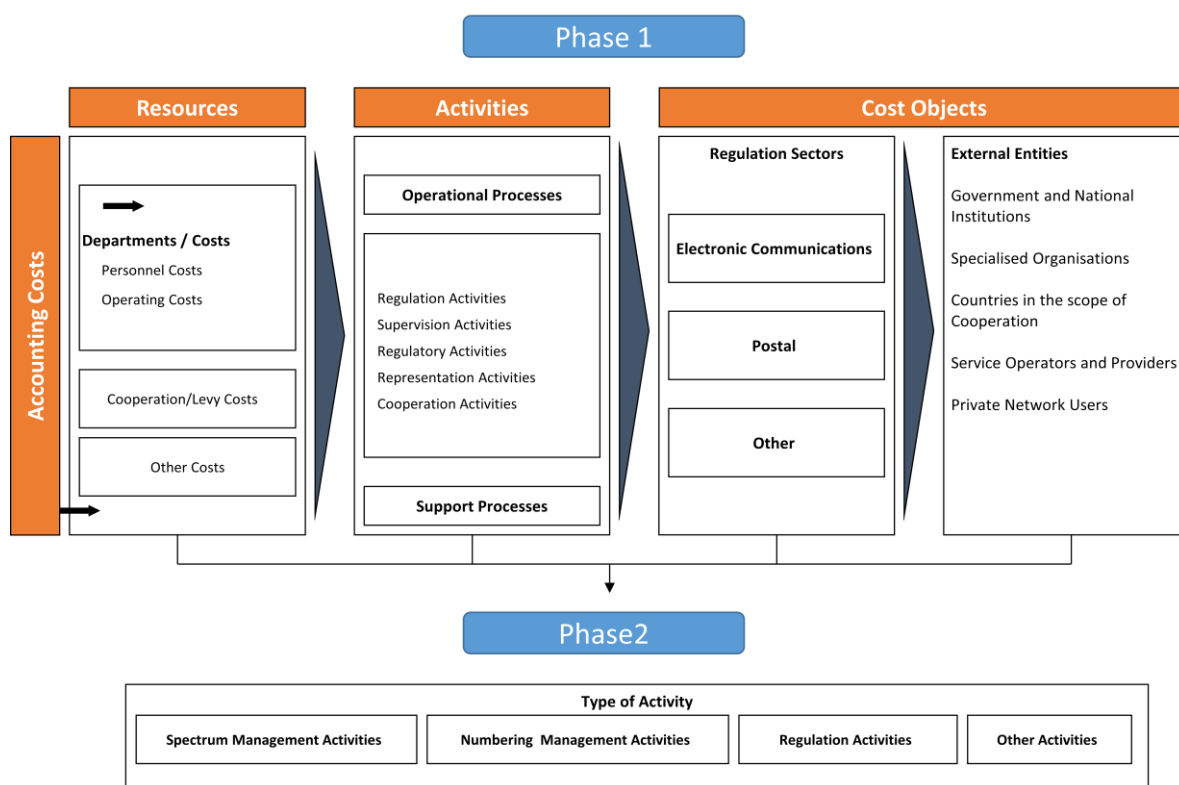 Phase 1
Resources
Activities
Cost Objects
Accounting Costs
Departments / Costs
Personnel Costs
Operating Costs
Cooperation/Levy Costs
Other Costs
Operational Processes
Regulation Activities
Supervision Activities
Regulatory Activities
Representation Activities
Cooperation Activities
Support Processes
Regulation Sectors
Electronic Communications
Postal
Other
External Entities
Government and National
Institutions
Specialised Organisations
Countries in the scope of
Cooperation
Service Operators and Providers
Private Network Users
Phase2
Type of Activity
Spectrum Management Activities
Numbering Management Activities
Regulation Activities
Other Activities